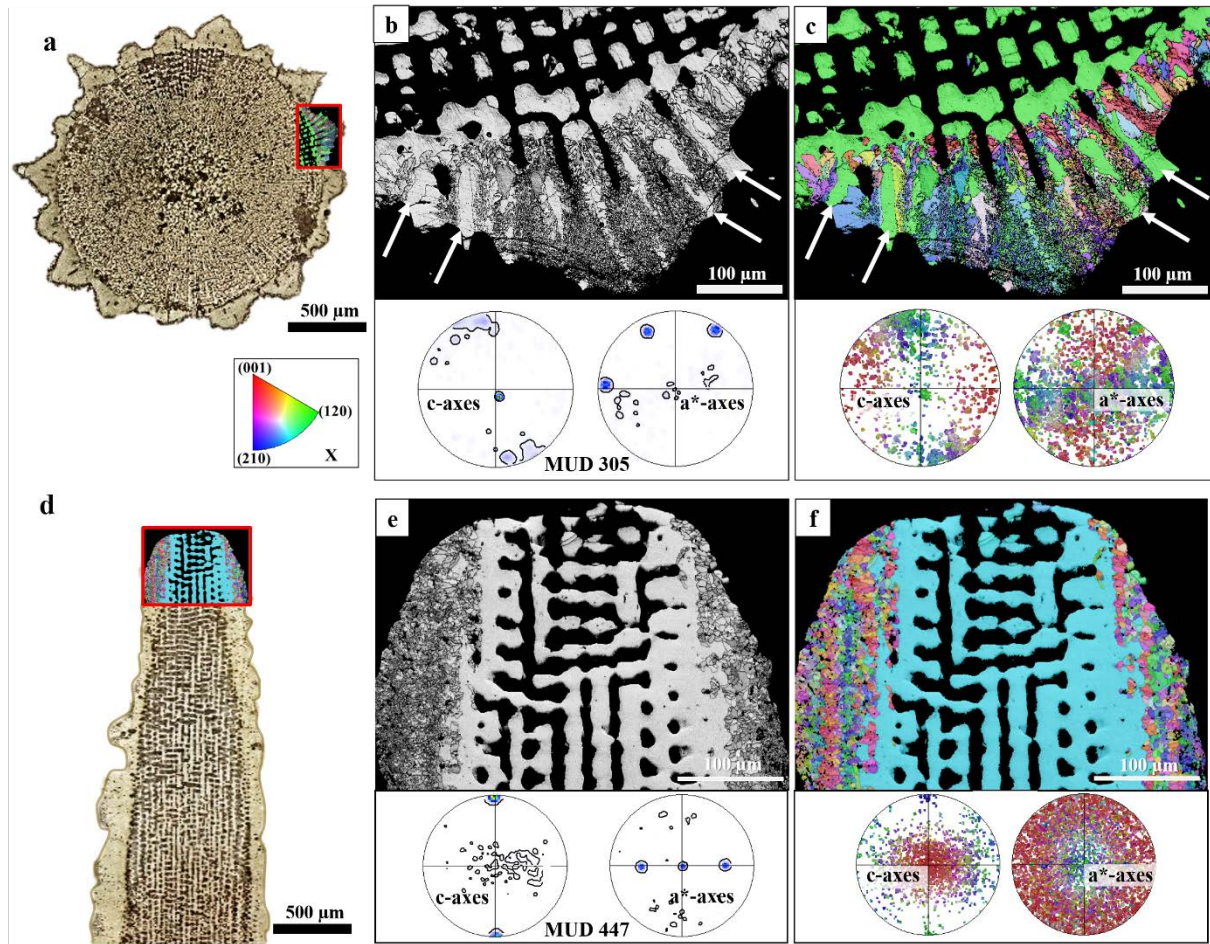 a
500 µm
(001)
(120)
(210)
X
b
100 µm
c-axes
a*-axes
MUD 305
c
100 µm
c-axes
a*-axes
d
500 µm
e
100 µm
c-axes
a*-axes
MUD 447
f
100 µm
c-axes
a*-axes